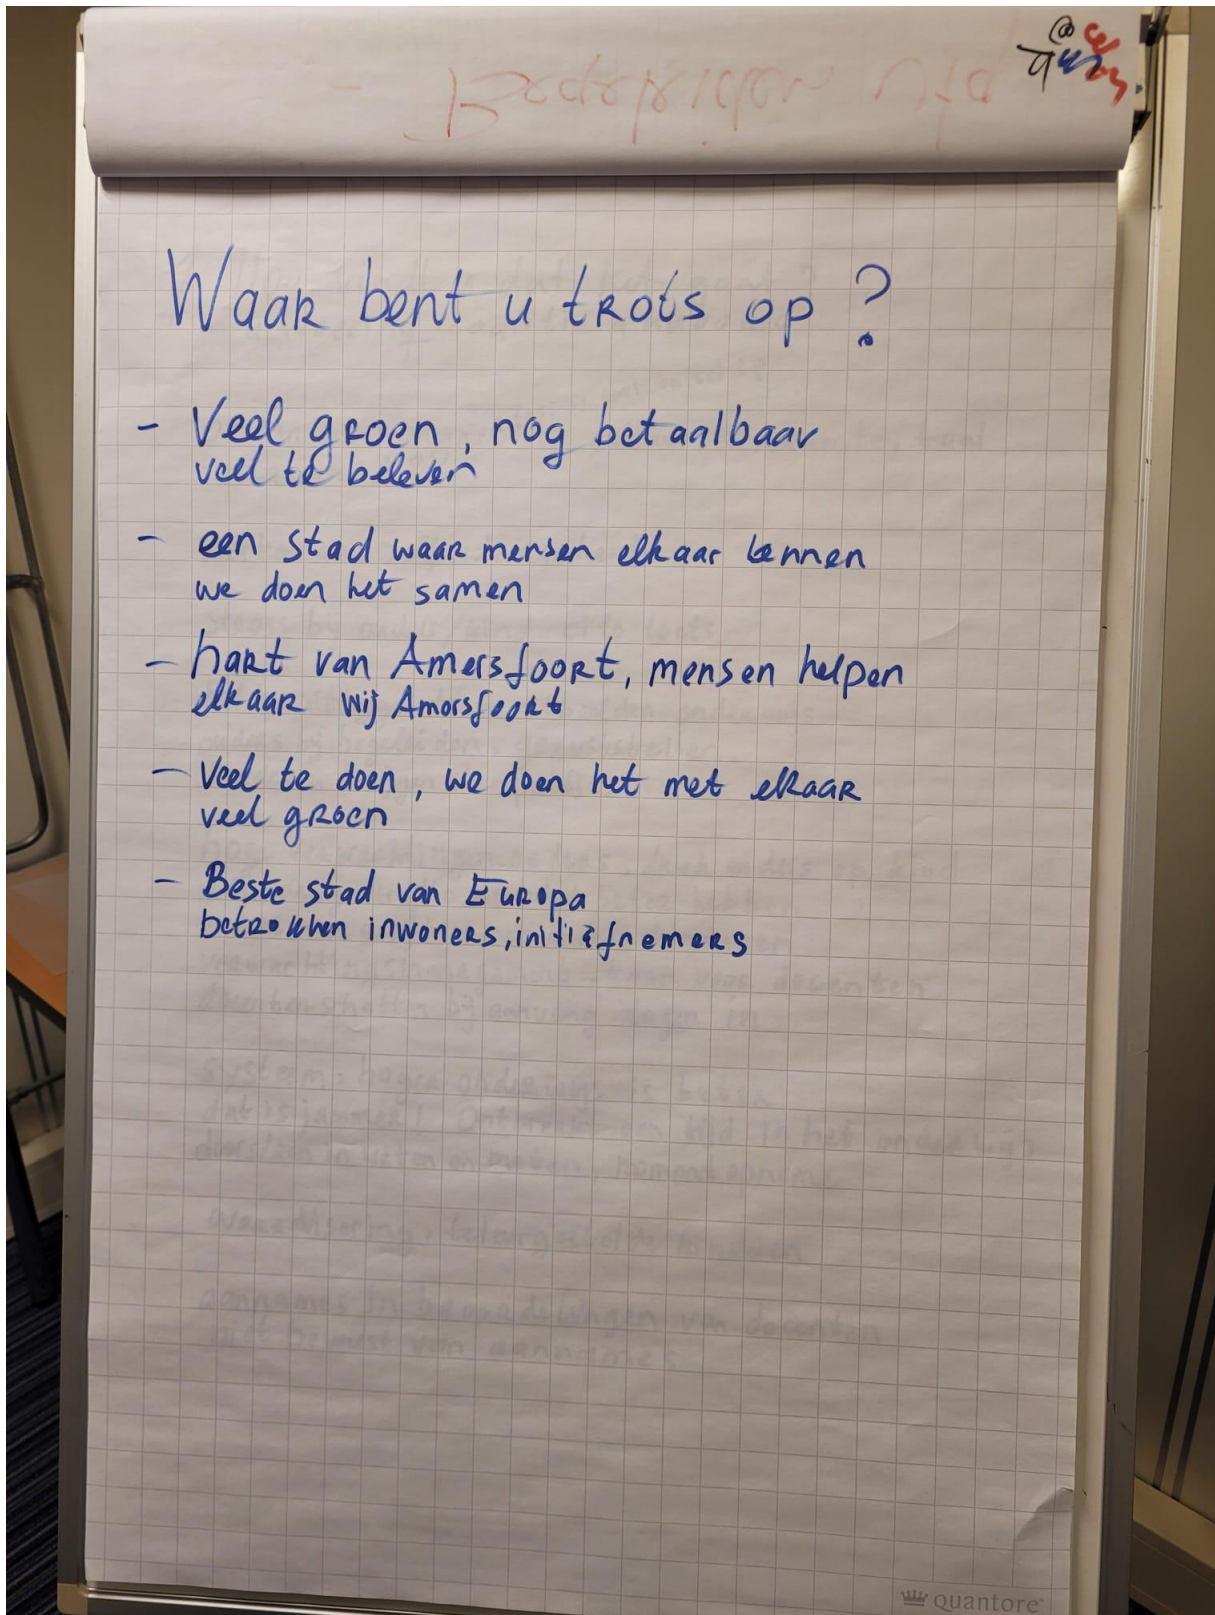 Waar bent u trots op ?
- Veel groen, nog betaalbaar
veel te beleven
- een stad waar mensen elkaar kennen
we doen het samen
- hart van Amersfoort, mensen helpen
elkaar wij Amersfoort
- Veel te doen, we doen het met elkaar
veel groen
- Beste stad van Europa
betrokken inwoners, initiafnemers
quantore